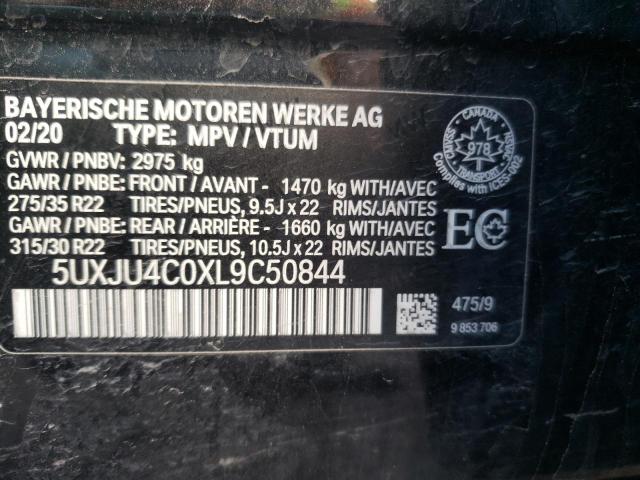 BAYERISCHE MOTOREN WERKE AG
02/20 TYPE: MPV / VTUM
GVWR / PNBV: 2975 kg
GAWR / PNBE: FRONT / AVANT - 1470 kg WITH/AVEC
275/35 R22 TIRES/PNEUS, 9.5J x 22 RIMS/JANTES
GAWR / PNBE: REAR / ARRIÈRE - 1660 kg WITH/AVEC
315/30 R22 TIRES/PNEUS, 10.5J x 22 RIMS/JANTES
5UXJU4C0XL9C50844
CANADA
TRANSPORT
978
Complies with ICES-002
EC
475/9
9 853 706